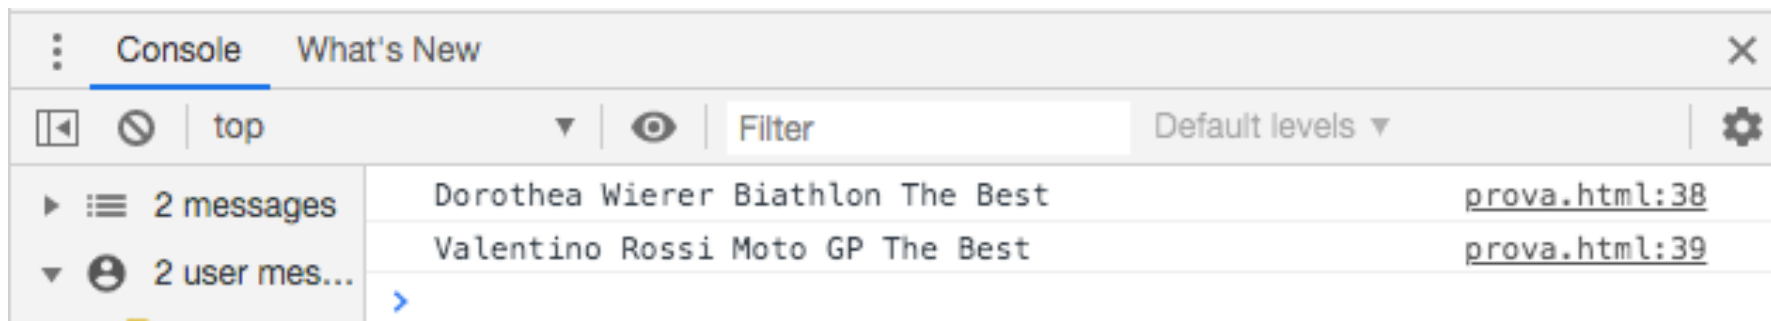 Console What's New
top Filter Default levels
2 messages
2 user mes...
Dorothea Wierer Biathlon The Best prova.html:38
Valentino Rossi Moto GP The Best prova.html:39